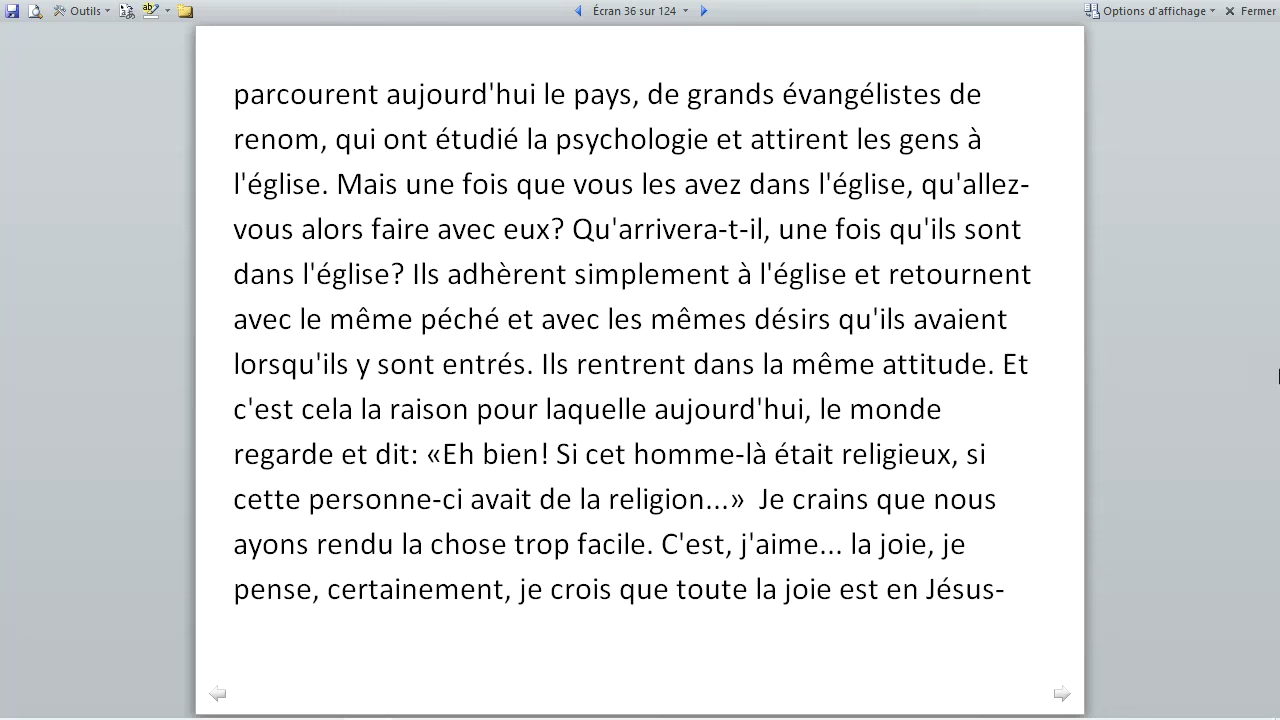 Outils
Écran 36 sur 124
Options d'affichage
Fermer
parcourent aujourd'hui le pays, de grands évangélistes de
renom, qui ont étudié la psychologie et attirent les gens à
l'église. Mais une fois que vous les avez dans l'église, qu'allez-
vous alors faire avec eux? Qu'arrivera-t-il, une fois qu'ils sont
dans l'église? Ils adhèrent simplement à l'église et retournent
avec le même péché et avec les mêmes désirs qu'ils avaient
lorsqu'ils y sont entrés. Ils rentrent dans la même attitude. Et
c'est cela la raison pour laquelle aujourd'hui, le monde
regarde et dit: «Eh bien! Si cet homme-là était religieux, si
cette personne-ci avait de la religion...»  Je crains que nous
ayons rendu la chose trop facile. C'est, j'aime... la joie, je
pense, certainement, je crois que toute la joie est en Jésus-